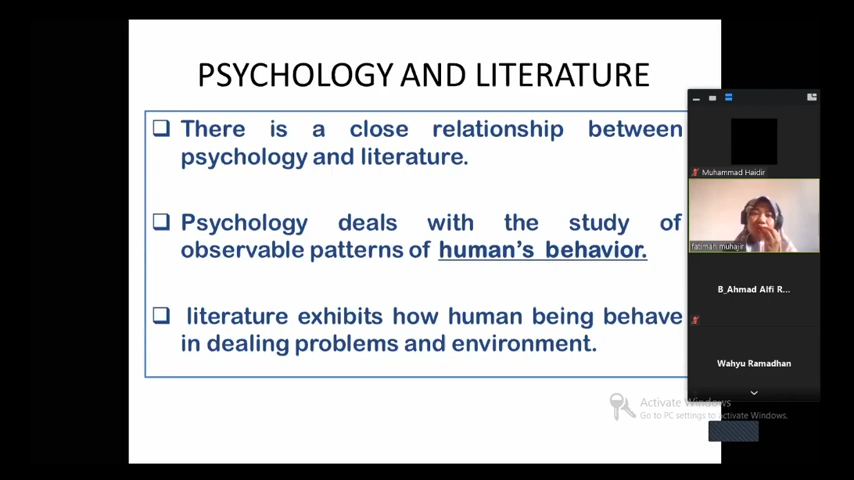 PSYCHOLOGY AND LITERATURE
There is a close relationship between
psychology and literature.
Psychology deals with the study of
observable patterns of human's behavior.
literature exhibits how human being behave
in dealing problems and environment.
Muhammad Haidir
fatimah muhajir
B_Ahmad Alfi R...
Wahyu Ramadhan
Activate Windows
Go to PC settings to activate Windows.